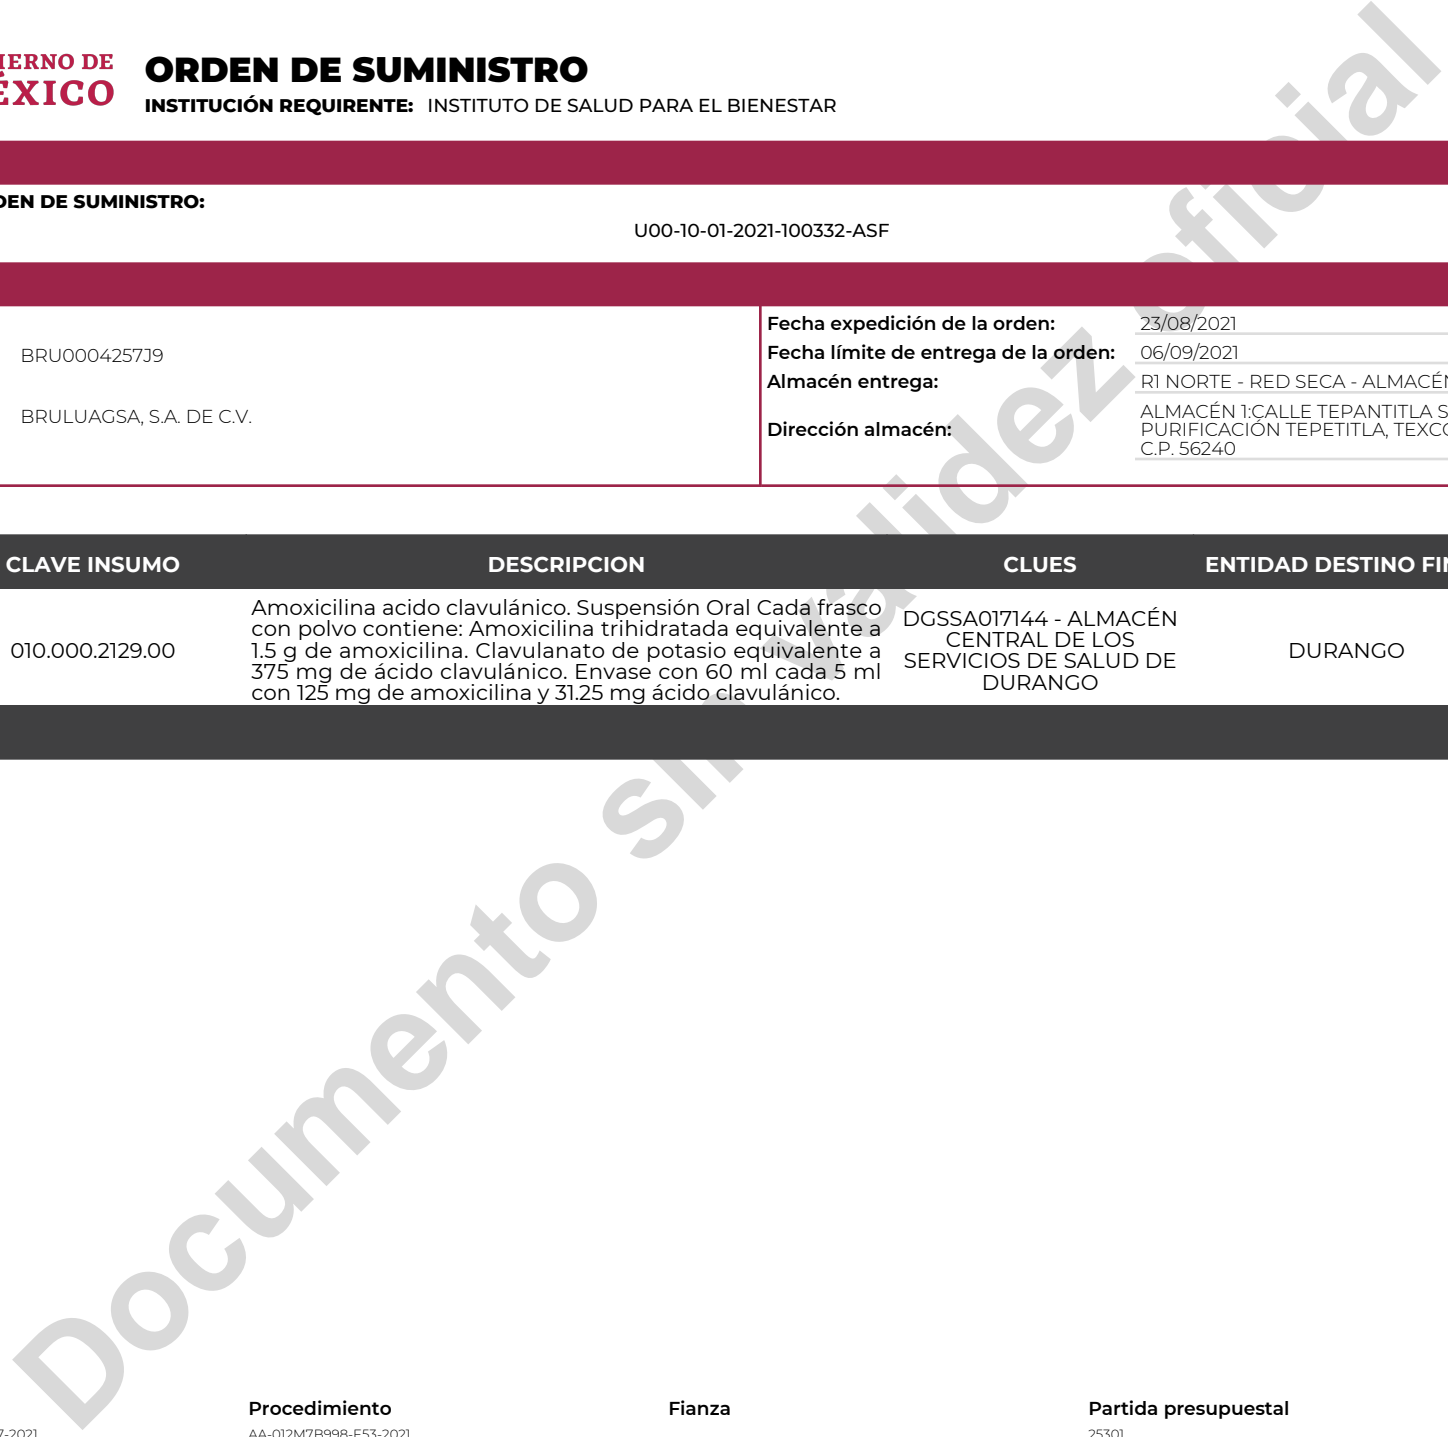 ORDEN DE SUMINISTRO
INSTITUCIÓN REQUIRENTE: INSTITUTO DE SALUD PARA EL BIENESTAR
DE SUMINISTRO:
U00-10-01-2021-100332-ASF
BRU0004257J9
BRULUAGSA, S.A. DE C.V.
Fecha expedición de la orden: 23/08/2021
Fecha límite de entrega de la orden: 06/09/2021
Almacén entrega: R1 NORTE - RED SECA - ALMACÉN
Dirección almacén:
ALMACÉN 1:CALLE TEPANTITLA
PURIFICACIÓN TEPETITLA,
C.P. 56240
CLAVE INSUMO DESCRIPCION CLUES ENTIDAD DESTINO
010.000.2129.00
Amoxicilina acido clavulánico. Suspensión Oral Cada frasco
con polvo contiene: Amoxicilina trihidratada equivalente a
1.5 g de amoxicilina. Clavulanato de potasio equivalente a
375 mg de ácido clavulánico. Envase con 60 ml cada 5 ml
con 125 mg de amoxicilina y 31.25 mg ácido clavulánico.
DGSSA017144 - ALMACÉN
CENTRAL DE LOS
SERVICIOS DE SALUD DE
DURANGO
DURANGO
Documento sin validez oficial
Procedimiento Fianza Partida presupuestal
AA-012M7B998-E53-2021 25301